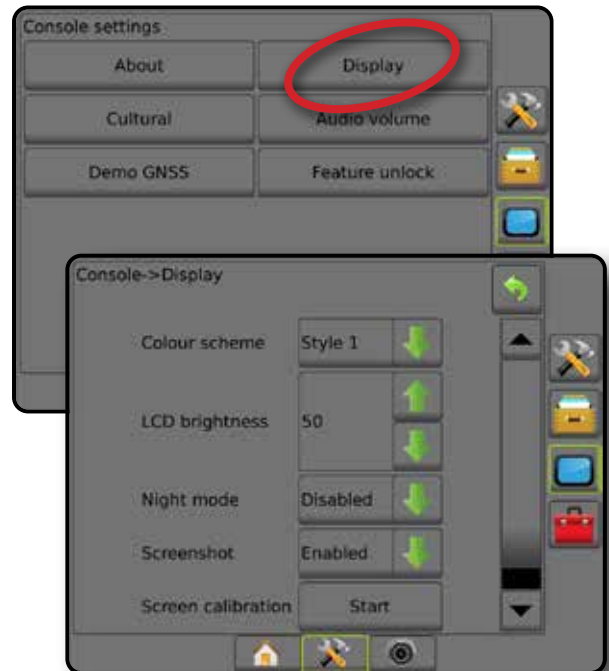 Console settings
About Display
Cultural Audio volume
Demo GNSS Feature unlock
Console->Display
Colour scheme Style 1
LCD brightness 50
Night mode Disabled
Screenshot Enabled
Screen calibration Start